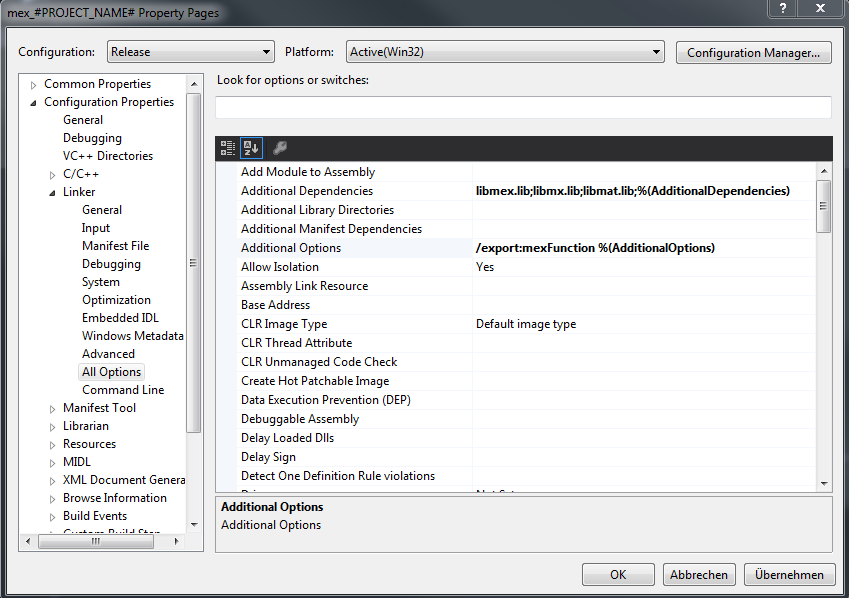 mex_#PROJECT_NAME# Property Pages
? X
Configuration: Release Platform: Active(Win32) Configuration Manager...
Common Properties
Configuration Properties
General
Debugging
VC++ Directories
C/C++
Linker
General
Input
Manifest File
Debugging
System
Optimization
Embedded IDL
Windows Metadata
Advanced
All Options
Command Line
Manifest Tool
Librarian
Resources
MIDL
XML Document Genera
Browse Information
Build Events
Custom Build Step
Look for options or switches:
Add Module to Assembly
Additional Dependencies libmex.lib;libmx.lib;libmat.lib;%(AdditionalDependencies)
Additional Library Directories
Additional Manifest Dependencies
Additional Options /export:mexFunction %(AdditionalOptions)
Allow Isolation Yes
Assembly Link Resource
Base Address
CLR Image Type Default image type
CLR Thread Attribute
CLR Unmanaged Code Check
Create Hot Patchable Image
Data Execution Prevention (DEP)
Debuggable Assembly
Delay Loaded Dlls
Delay Sign
Detect One Definition Rule violations
Driver Not Set
Additional Options
Additional Options
OK Abbrechen Übernehmen